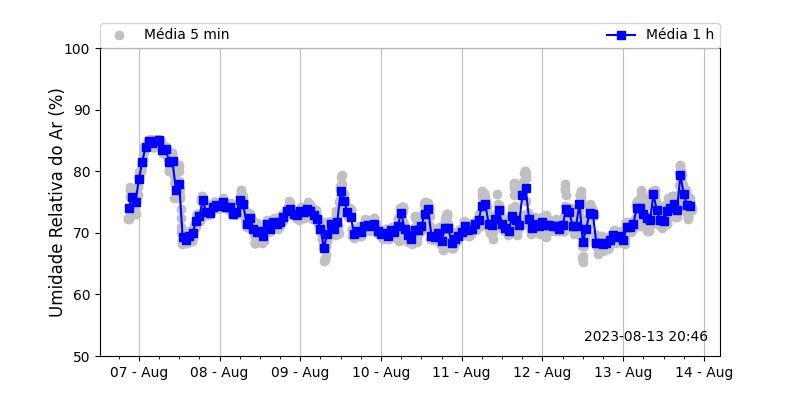 Média 5 min
Média 1 h
Umidade Relativa do Ar (%)
100
90
80
70
60
50
2023-08-13 20:46
07 - Aug
08 - Aug
09 - Aug
10 - Aug
11 - Aug
12 - Aug
13 - Aug
14 - Aug